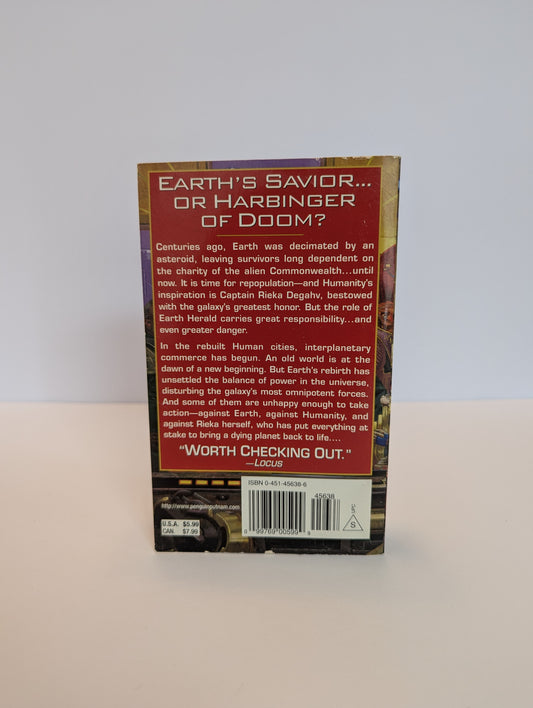 EARTH'S SAVIOR...
OR HARBINGER
OF DOOM?
Centuries ago, Earth was decimated by an
asteroid, leaving survivors long dependent on
the charity of the alien Commonwealth...until
now. It is time for repopulation—and Humanity's
inspiration is Captain Rieka Degahv, bestowed
with the galaxy's greatest honor. But the role of
Earth Herald carries great responsibility...and
even greater danger.
In the rebuilt Human cities, interplanetary
commerce has begun. An old world is at the
dawn of a new beginning. But Earth's rebirth has
unsettled the balance of power in the universe,
disturbing the galaxy's most omnipotent forces.
And some of them are unhappy enough to take
action—against Earth, against Humanity, and
against Rieka herself, who has put everything at
stake to bring a dying planet back to life....
"WORTH CHECKING OUT."
—LOCUS
ISBN 0-451-45638-6
45638
http://www.penguinputnam.com
U.S.A. $5.99
CAN. $7.99
0 99769 00599 9
UPC
S